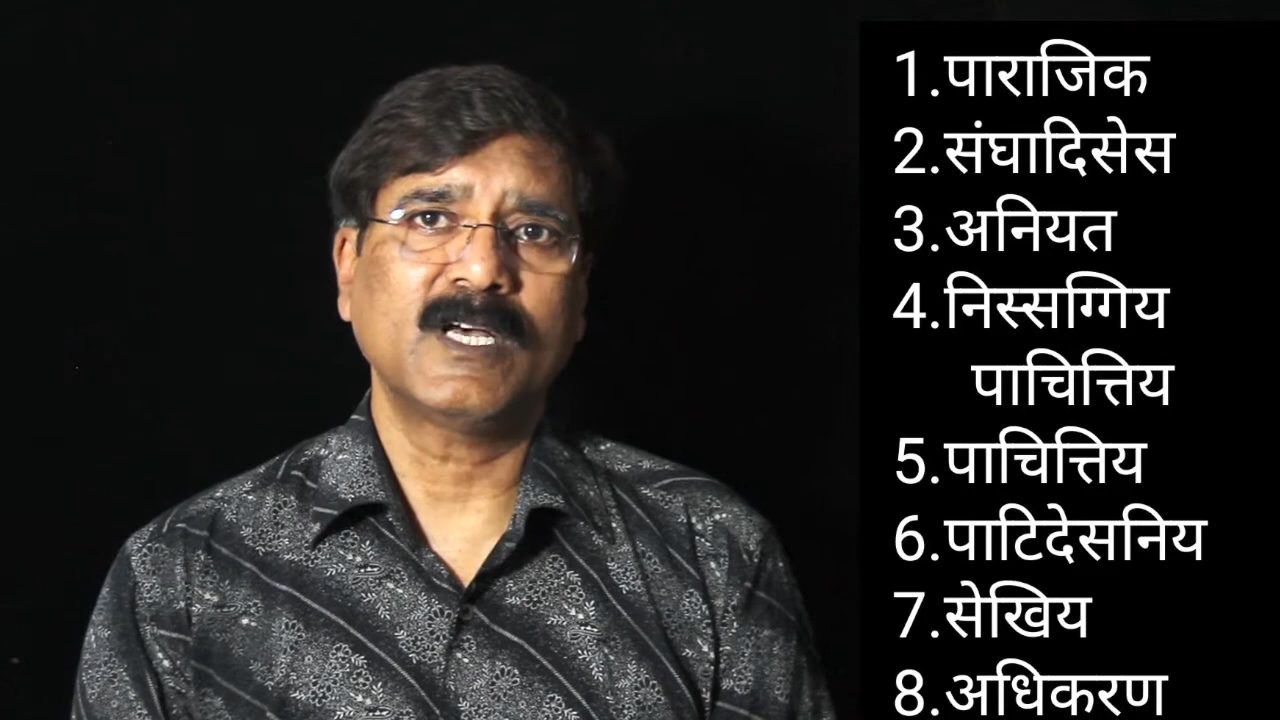 1.पाराजिक
2.संघादिसेस
3.अनियत
4.निस्सग्गिय
पाचित्तिय
5.पाचित्तिय
6.पाटिदेसनिय
7.सेखिय
8.अधिकरण